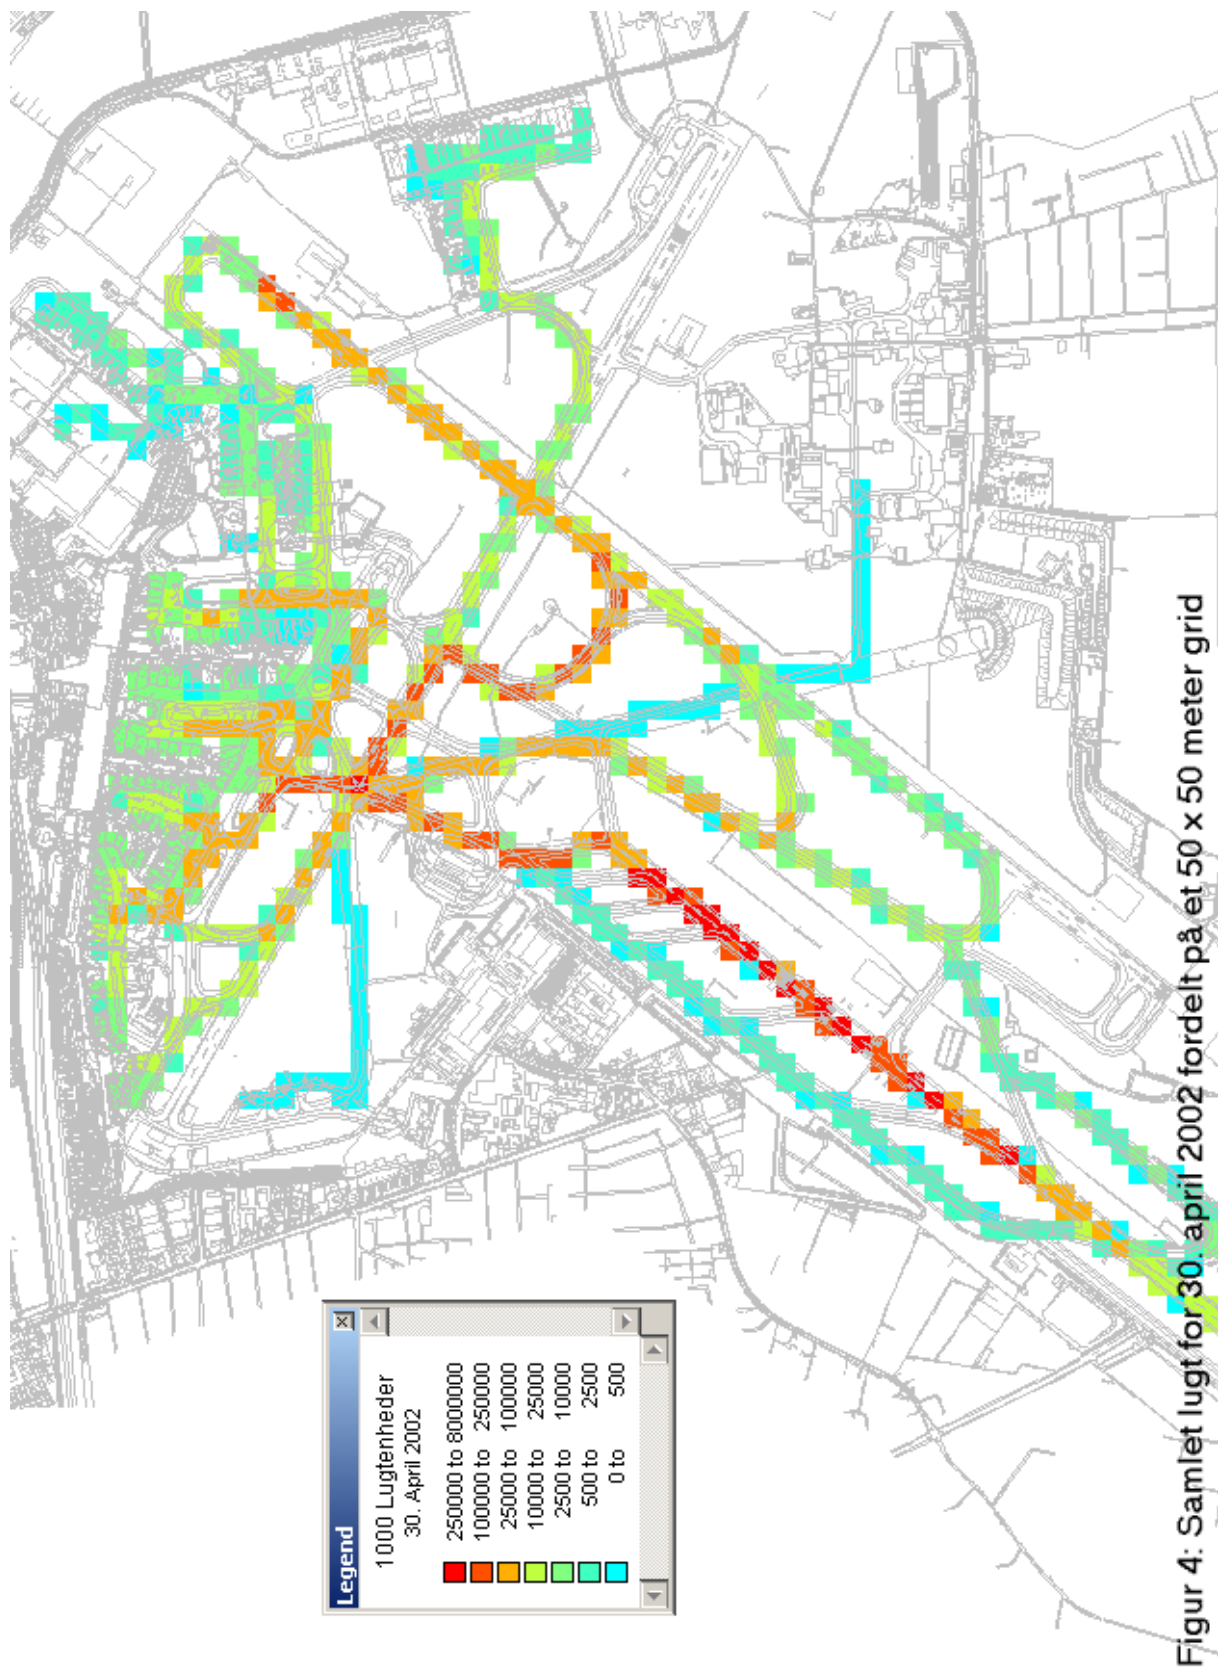 Legend
1000 Lugtenheder
30. April 2002
250000 to 8000000
100000 to 250000
25000 to 100000
10000 to 25000
2500 to 10000
500 to 2500
0 to 500
Figur 4: Samlet lugt for 30. april 2002 fordelt på et 50 x 50 meter grid